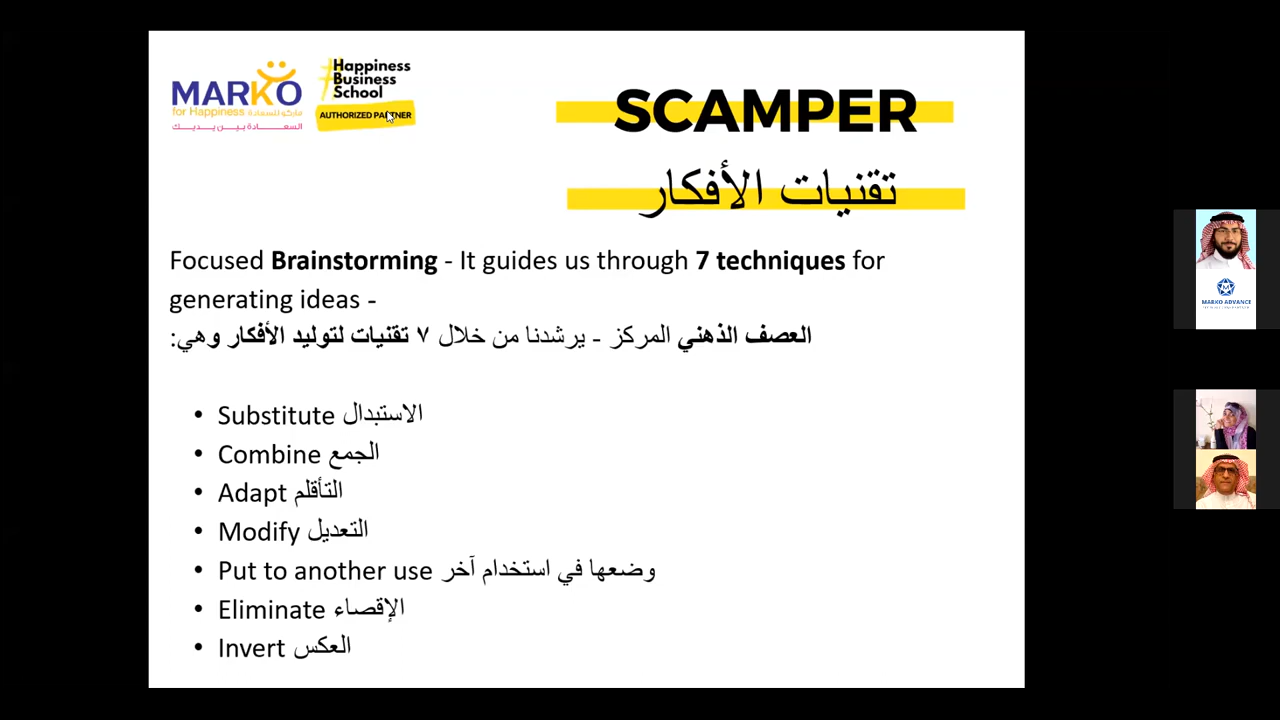 MARKO
for Happiness ماركو للسعادة
السعادة بين يديك
#Happiness
Business
School
AUTHORIZED PARTNER
SCAMPER
تقنيات الأفكار
Focused Brainstorming - It guides us through 7 techniques for
generating ideas -
العصف الذهني المركز - يرشدنا من خلال ٧ تقنيات لتوليد الأفكار وهي:
• Substitute الاستبدال
• Combine الجمع
• Adapt التأقلم
• Modify التعديل
• Put to another use وضعها في استخدام آخر
• Eliminate الإقصاء
• Invert العكس
MARKO ADVANCE